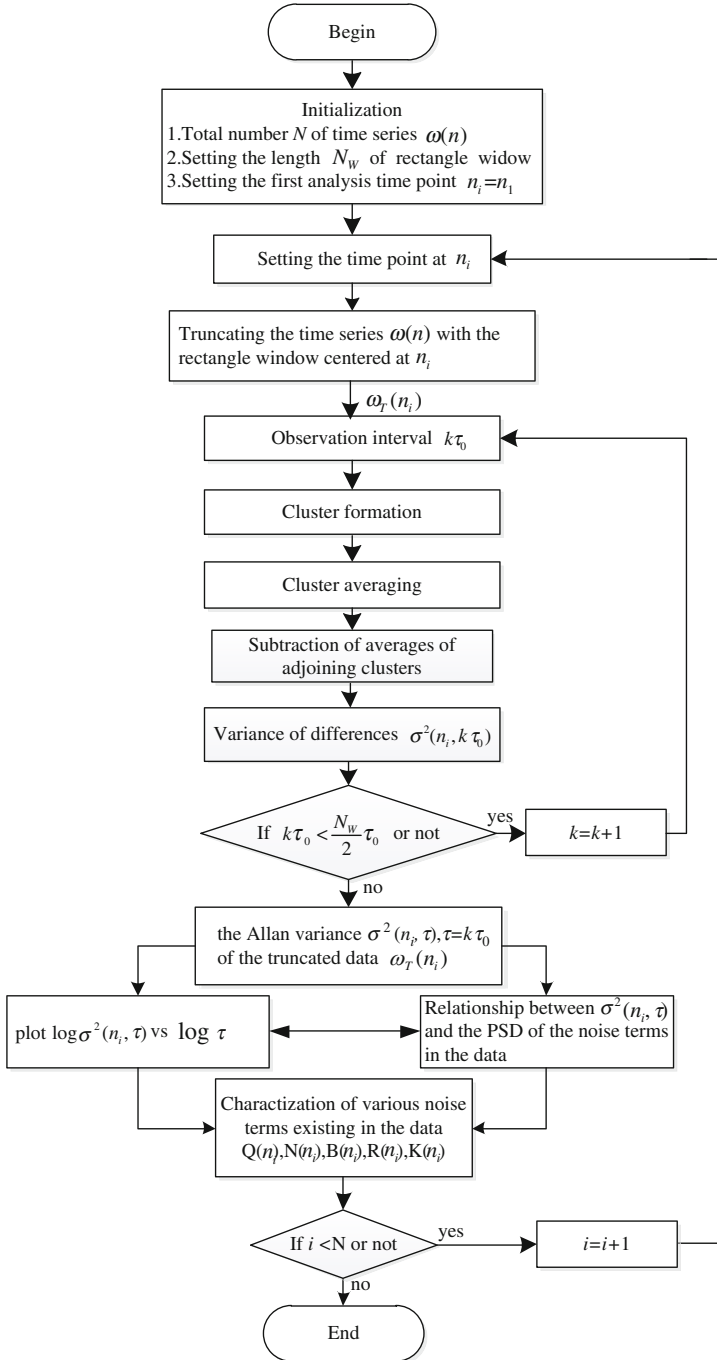 Begin
Initialization
1.Total number N of time series ω(n)
2.Setting the length N_W of rectangle widow
3.Setting the first analysis time point n_i=n_1
Setting the time point at n_i
Truncating the time series ω(n) with the
rectangle window centered at n_i
ω_T(n_i)
Observation interval kτ_0
Cluster formation
Cluster averaging
Subtraction of averages of
adjoining clusters
Variance of differences σ²(n_i, kτ_0)
If kτ_0 < N_W/2 τ_0 or not
yes
k=k+1
no
the Allan variance σ²(n_i, τ), τ=kτ_0
of the truncated data ω_T(n_i)
plot log σ²(n_i, τ) vs log τ
Relationship between σ²(n_i, τ)
and the PSD of the noise terms
in the data
Charactization of various noise
terms existing in the data
Q(n_i),N(n_i),B(n_i),R(n_i),K(n_i)
If i <N or not
yes
i=i+1
no
End